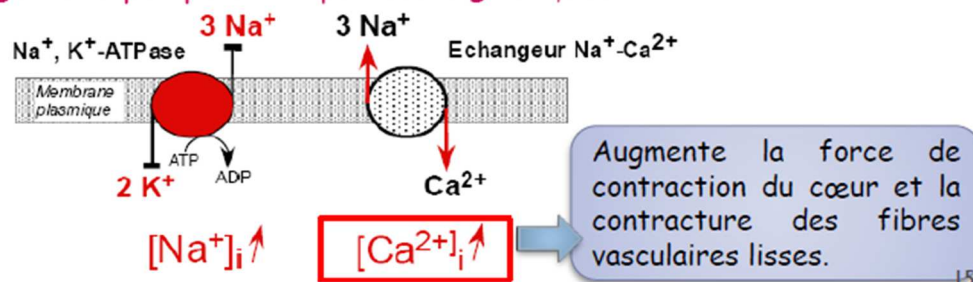 3 Na⁺
3 Na⁺
Na⁺, K⁺-ATPase
Echangeur Na⁺-Ca²⁺
Membrane
plasmique
ATP
ADP
2 K⁺
Ca²⁺
[Na⁺]i
[Ca²⁺]i
Augmente la force de
contraction du cœur et la
contracture des fibres
vasculaires lisses.